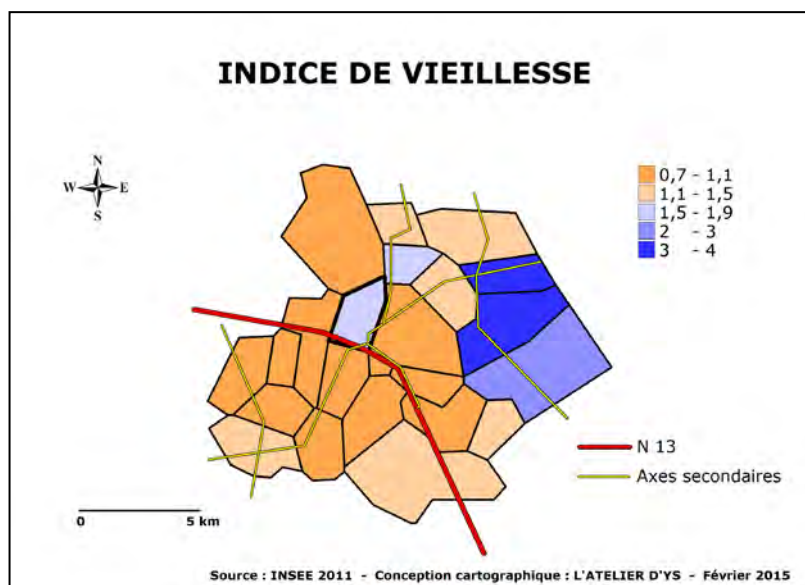 INDICE DE VIEILLESSE
N
W E
S
0,7 - 1,1
1,1 - 1,5
1,5 - 1,9
2 - 3
3 - 4
N 13
Axes secondaires
0 5 km
Source : INSEE 2011 - Conception cartographique : L'ATELIER D'YS - Février 2015